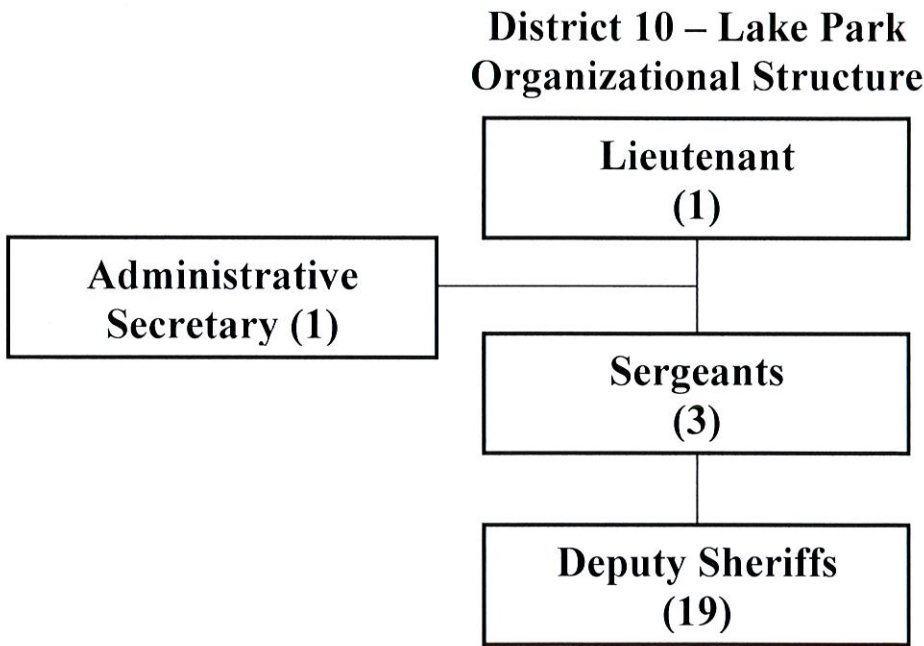 District 10 – Lake Park
Organizational Structure
Lieutenant
(1)
Administrative
Secretary (1)
Sergeants
(3)
Deputy Sheriffs
(19)